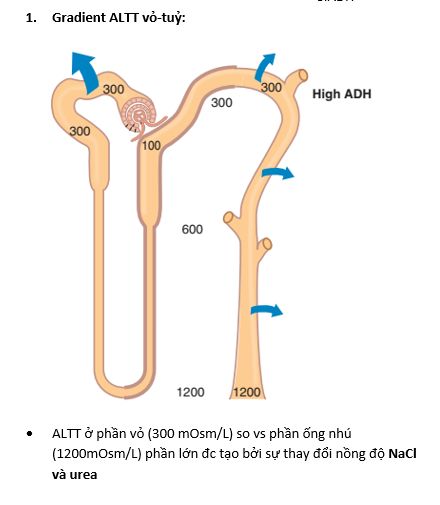 1. Gradient ALTT vỏ-tuỷ:
300
300
300
300
High ADH
100
600
1200
1200
• ALTT ở phần vỏ (300 mOsm/L) so vs phần ống nhú
(1200mOsm/L) phần lớn đc tạo bởi sự thay đổi nồng độ NaCl
và urea